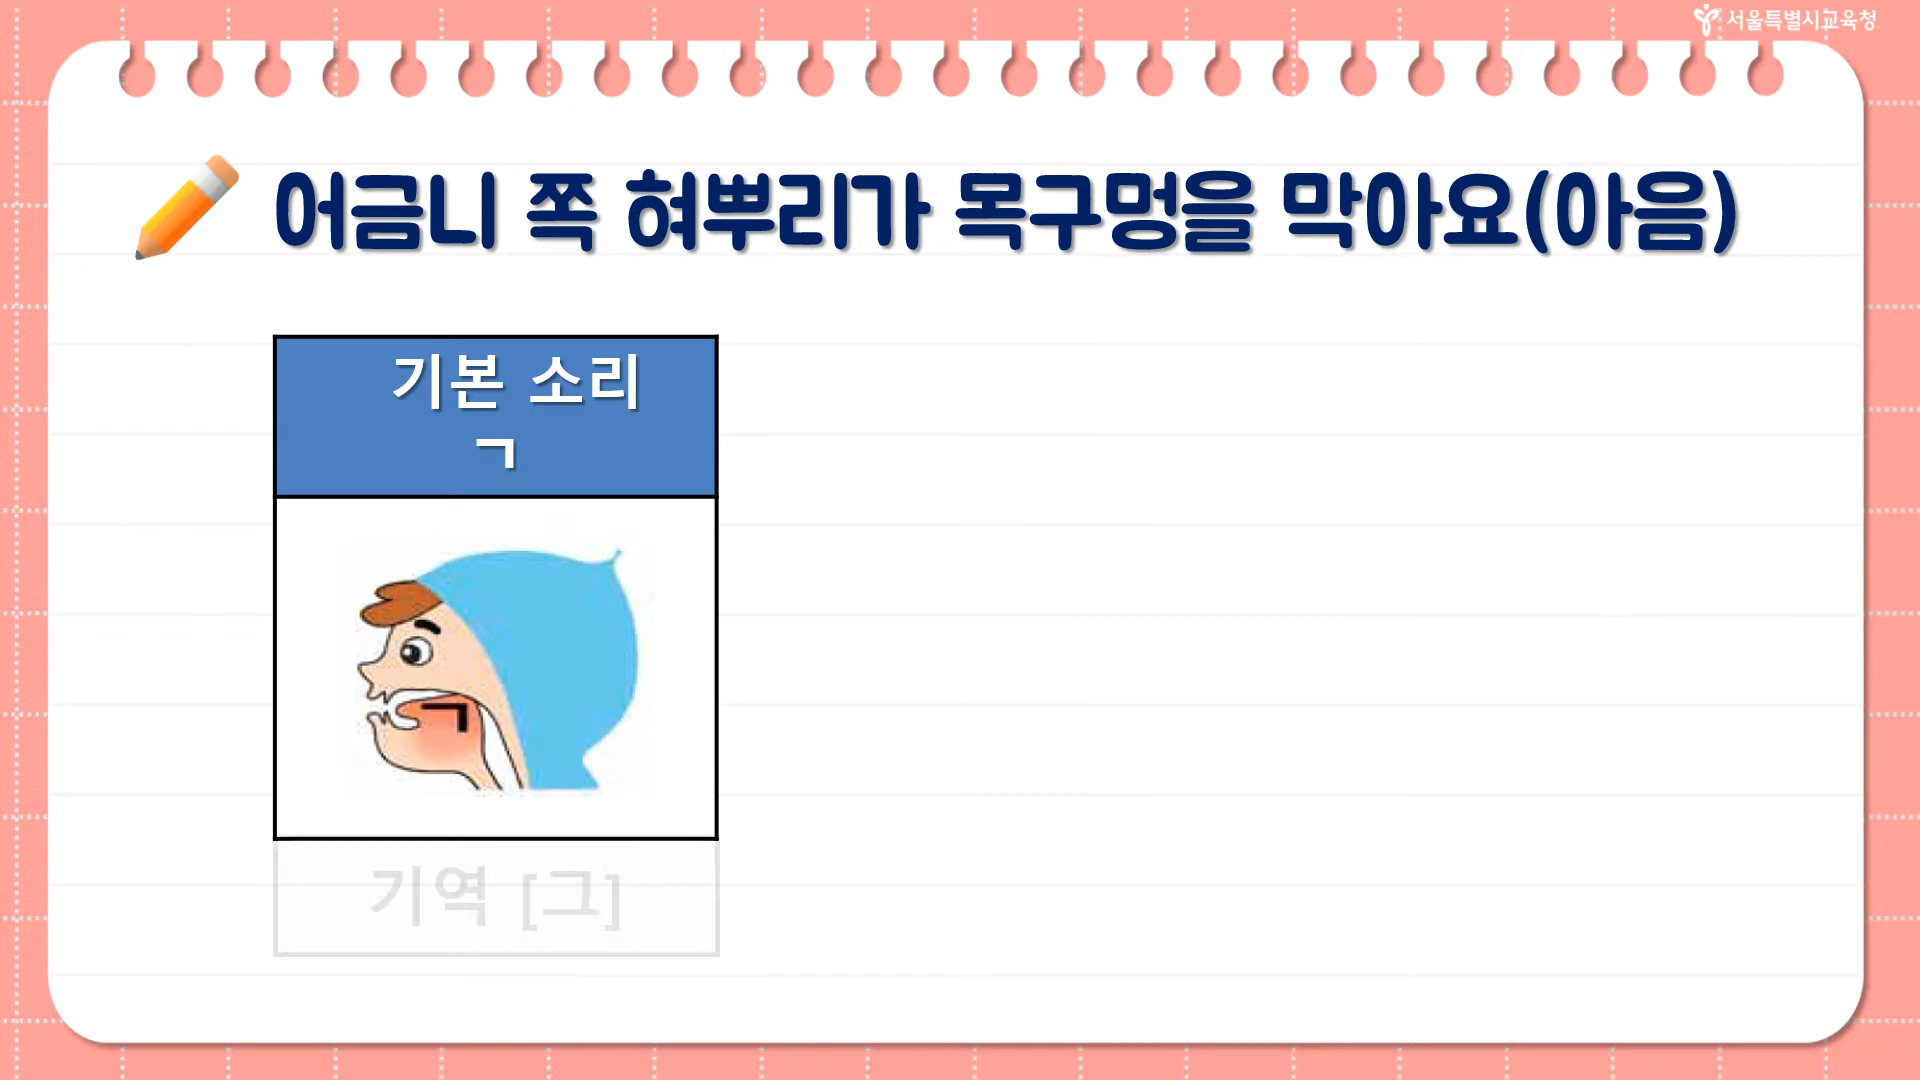 서울특별시교육청
어금니 쪽 혀뿌리가 목구멍을 막아요(아음)
기본 소리
ㄱ
ㄱ
기역 [그]